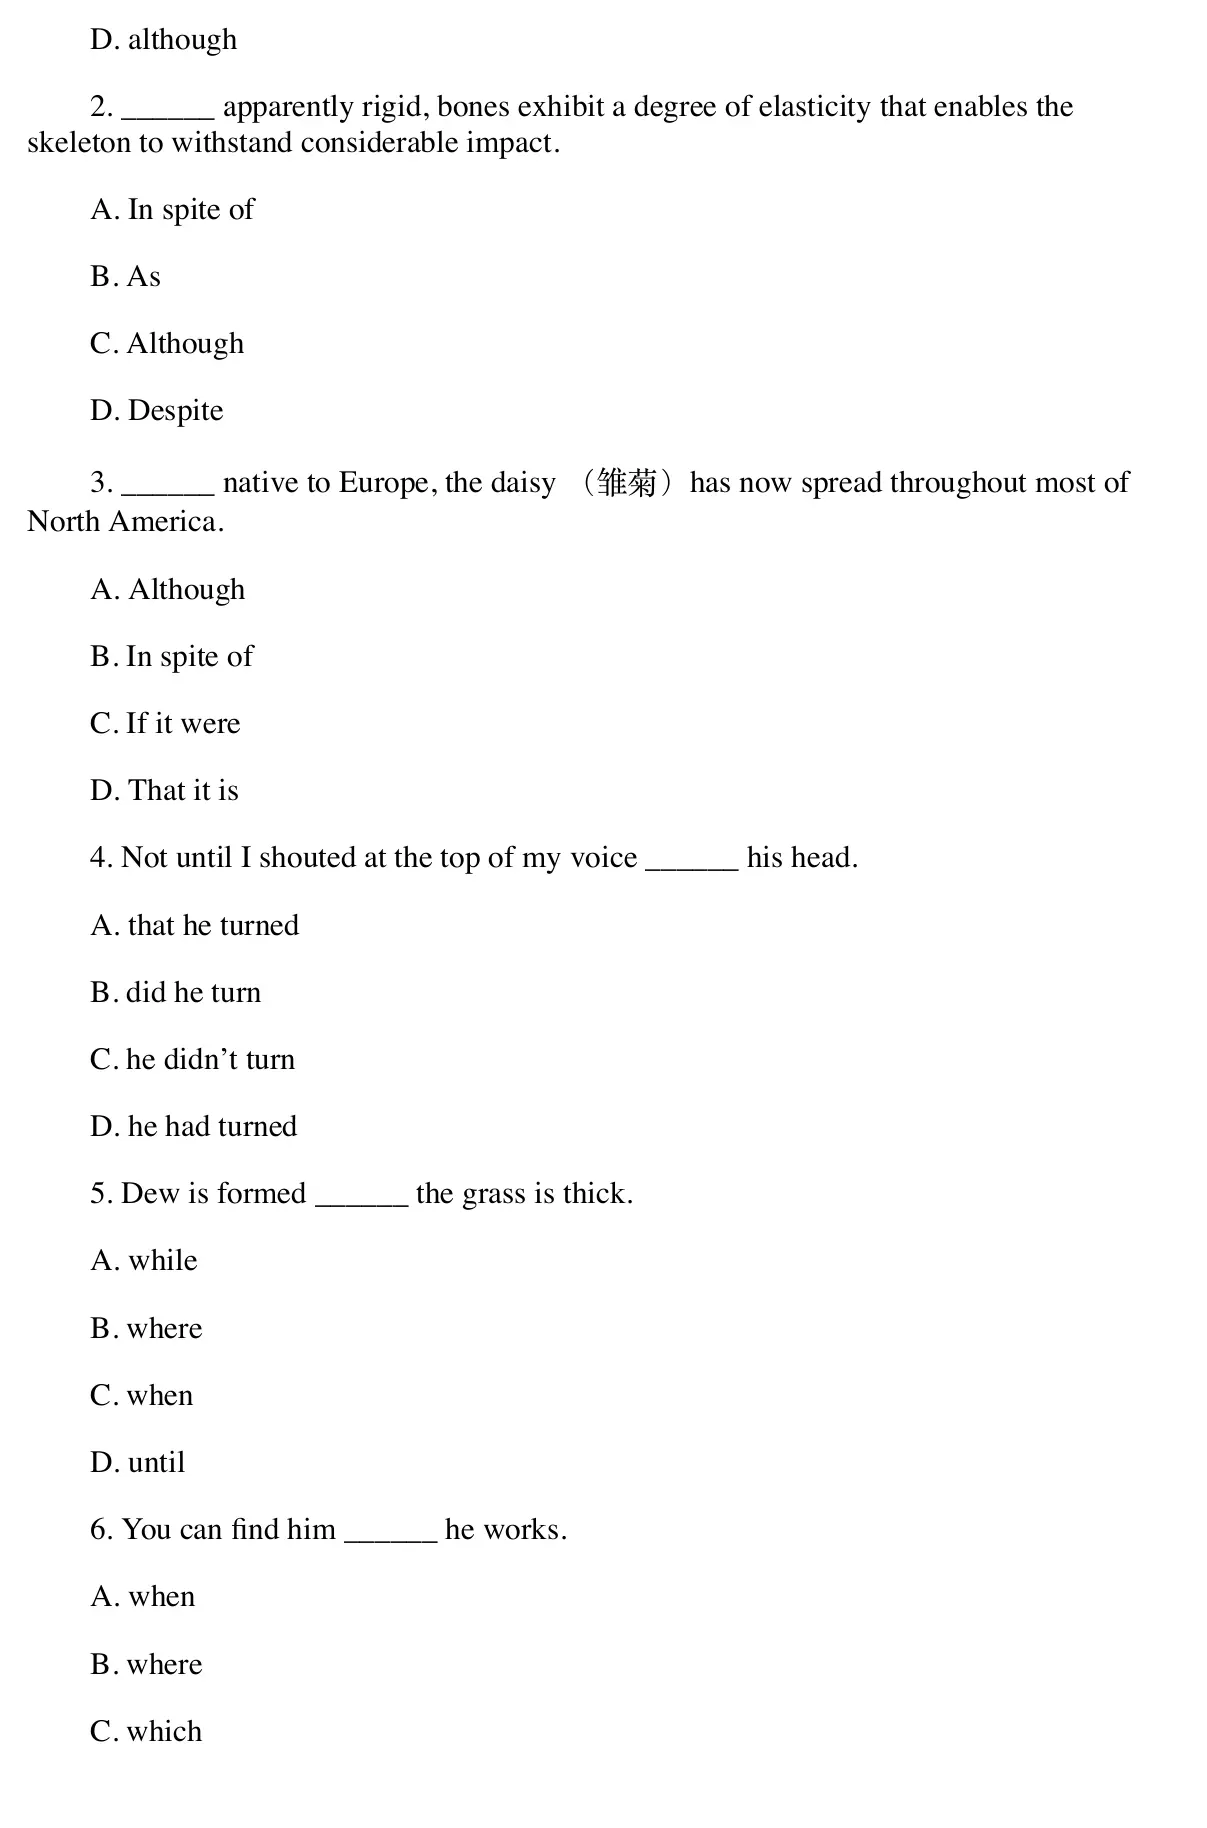 D. although
2. ______ apparently rigid, bones exhibit a degree of elasticity that enables the
skeleton to withstand considerable impact.
A. In spite of
B. As
C. Although
D. Despite
3. ______ native to Europe, the daisy （雏菊）has now spread throughout most of
North America.
A. Although
B. In spite of
C. If it were
D. That it is
4. Not until I shouted at the top of my voice ______ his head.
A. that he turned
B. did he turn
C. he didn’t turn
D. he had turned
5. Dew is formed ______ the grass is thick.
A. while
B. where
C. when
D. until
6. You can find him ______ he works.
A. when
B. where
C. which